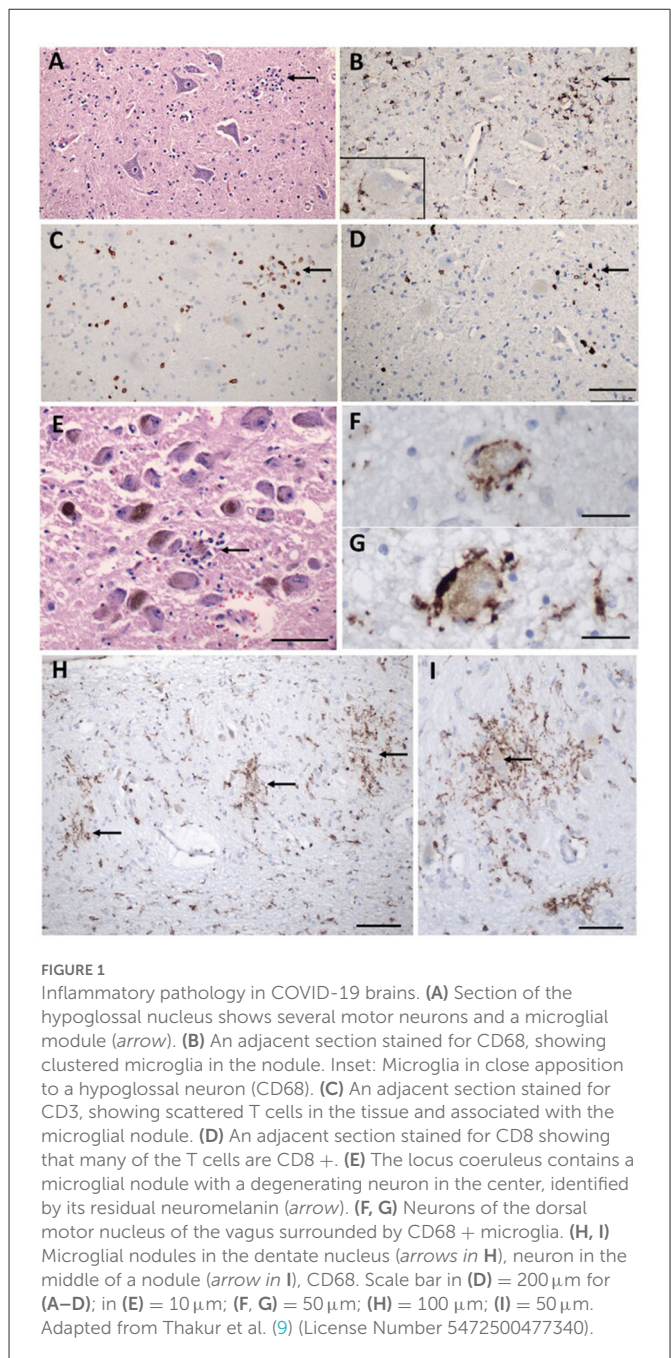 A
B
C
D
E
F
G
H
I
FIGURE 1
Inflammatory pathology in COVID-19 brains. (A) Section of the
hypoglossal nucleus shows several motor neurons and a microglial
module (arrow). (B) An adjacent section stained for CD68, showing
clustered microglia in the nodule. Inset: Microglia in close apposition
to a hypoglossal neuron (CD68). (C) An adjacent section stained for
CD3, showing scattered T cells in the tissue and associated with the
microglial nodule. (D) An adjacent section stained for CD8 showing
that many of the T cells are CD8 +. (E) The locus coeruleus contains a
microglial nodule with a degenerating neuron in the center, identified
by its residual neuromelanin (arrow). (F, G) Neurons of the dorsal
motor nucleus of the vagus surrounded by CD68 + microglia. (H, I)
Microglial nodules in the dentate nucleus (arrows in H), neuron in the
middle of a nodule (arrow in I), CD68. Scale bar in (D) = 200 μm for
(A–D); in (E) = 10 μm; (F, G) = 50 μm; (H) = 100 μm; (I) = 50 μm.
Adapted from Thakur et al. (9) (License Number 5472500477340).